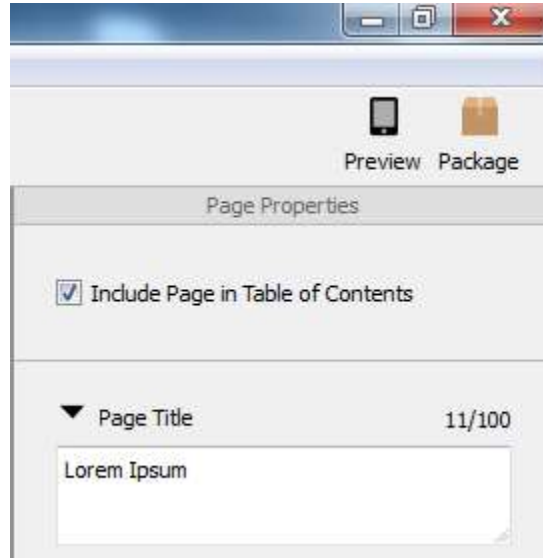 Preview Package
Page Properties
Include Page in Table of Contents
Page Title 11/100
Lorem Ipsum